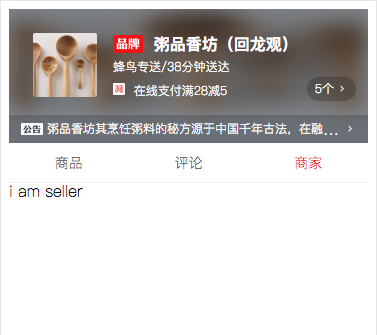 品牌 粥品香坊（回龙观）
蜂鸟专送/38分钟送达
减 在线支付满28减5
5个 >
公告 粥品香坊其烹饪粥料的秘方源于中国千年古法，在融... >
商品 评论 商家
i am seller